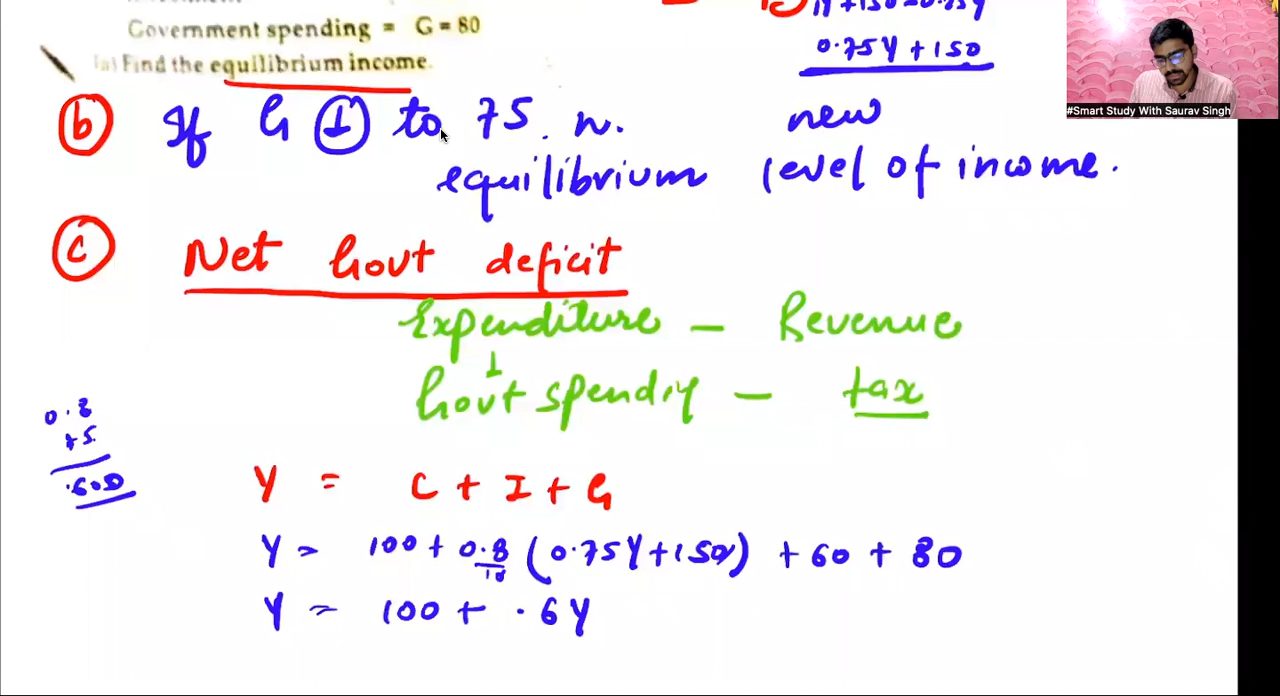 Government spending = G = 80
(a) Find the equilibrium income.
0.75Y + 150
#Smart Study With Saurav Singh
(b) If G ↓ to 75. new
equilibrium level of income.
(c) Net Govt deficit
Expenditure – Revenue
↓
Govt spending – tax
0.8
75
.600
Y = C + I + G
Y = 100 + 0.8 (0.75Y + 150) + 60 + 80
10
Y = 100 + .6Y